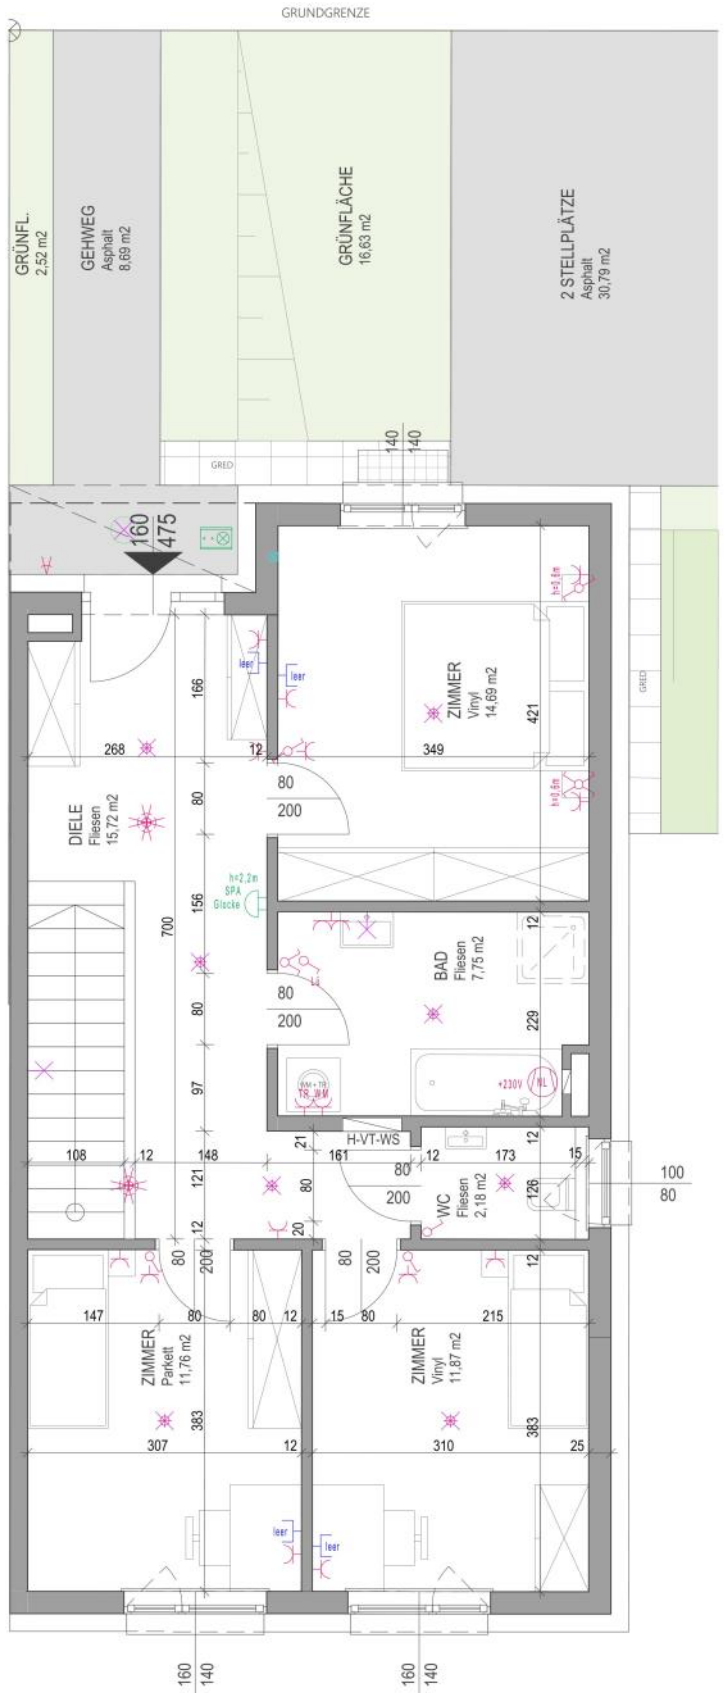 GRUNDGRENZE
GRÜNFL.
2,52 m2
GEHWEG
Asphalt
8,69 m2
GRÜNFLÄCHE
16,63 m2
2 STELLPLÄTZE
Asphalt
30,79 m2
GRED
140
140
160
475
h=0,6m
leer
leer
166
ZIMMER
Vinyl
14,69 m2
421
GRED
268
12
349
80
80
200
h=0,6m
DIELE
Fliesen
15,72 m2
h=2,2m
SPA
Glocke
156
700
12
BAD
Fliesen
7,75 m2
80
80
200
229
97
WM + TR
TR WM
+230V
NL
21
H-VT-WS
12
108
12
148
161
80
12
173
15
121
80
200
WC
Fliesen
2,18 m2
126
100
80
12
20
80
200
80
200
12
147
80
80
12
15
80
215
ZIMMER
Parkett
11,76 m2
ZIMMER
Vinyl
11,87 m2
383
383
307
12
310
25
leer
leer
160
140
160
140